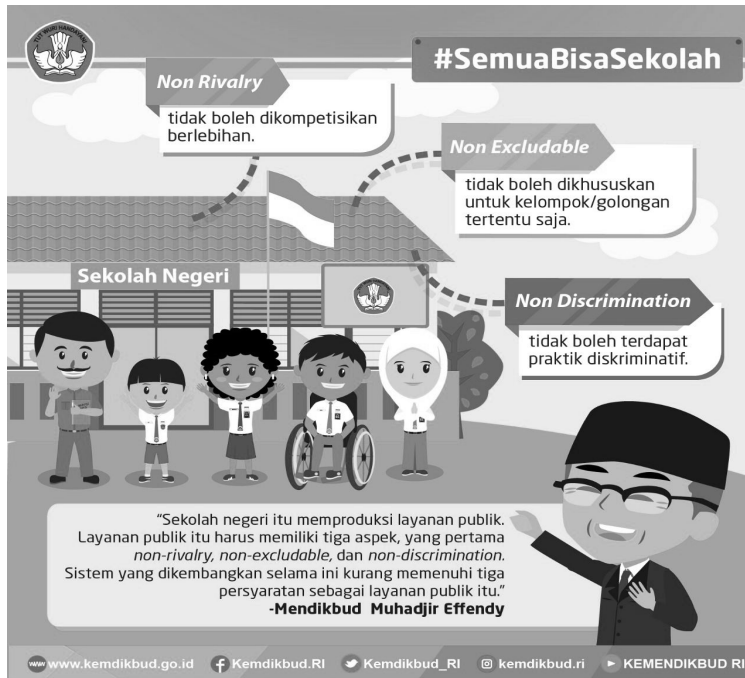 TUT WURI HANDAYANI
#SemuaBisaSekolah
Non Rivalry
tidak boleh dikompetisikan
berlebihan.
Non Excludable
tidak boleh dikhususkan
untuk kelompok/golongan
tertentu saja.
Sekolah Negeri
Non Discrimination
tidak boleh terdapat
praktik diskriminatif.
“Sekolah negeri itu memproduksi layanan publik.
Layanan publik itu harus memiliki tiga aspek, yang pertama
non-rivalry, non-excludable, dan non-discrimination.
Sistem yang dikembangkan selama ini kurang memenuhi tiga
persyaratan sebagai layanan publik itu.”
-Mendikbud Muhadjir Effendy
www.kemdikbud.go.id Kemdikbud.RI Kemdikbud_RI kemdikbud.ri KEMENDIKBUD RI